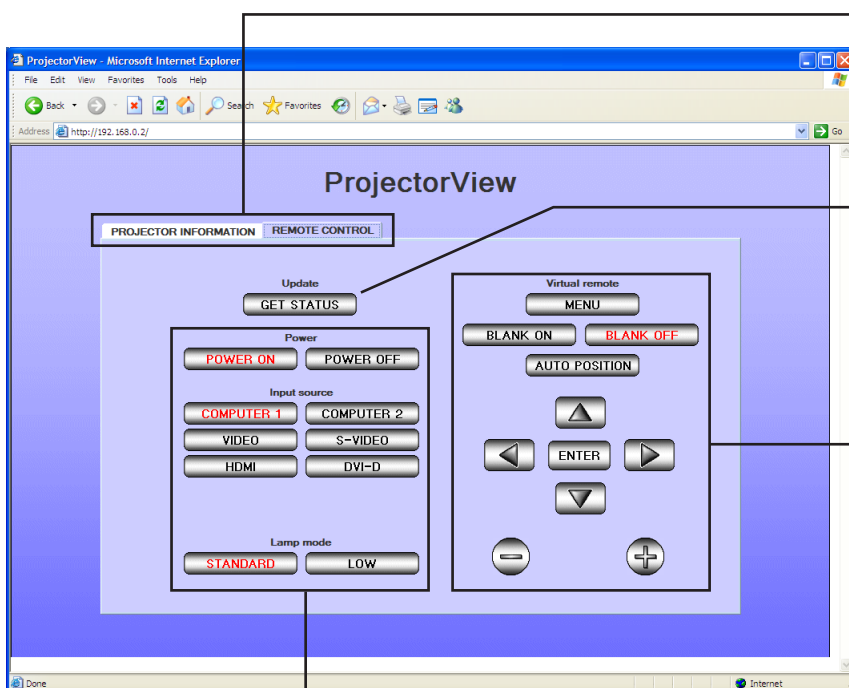 ProjectorView - Microsoft Internet Explorer
File Edit View Favorites Tools Help
Back Search Favorites
Address http://192.168.0.2/ Go
ProjectorView
PROJECTOR INFORMATION REMOTE CONTROL
Update
GET STATUS
Power
POWER ON POWER OFF
Input source
COMPUTER 1 COMPUTER 2
VIDEO S-VIDEO
HDMI DVI-D
Lamp mode
STANDARD LOW
Virtual remote
MENU
BLANK ON BLANK OFF
AUTO POSITION
ENTER
Done Internet